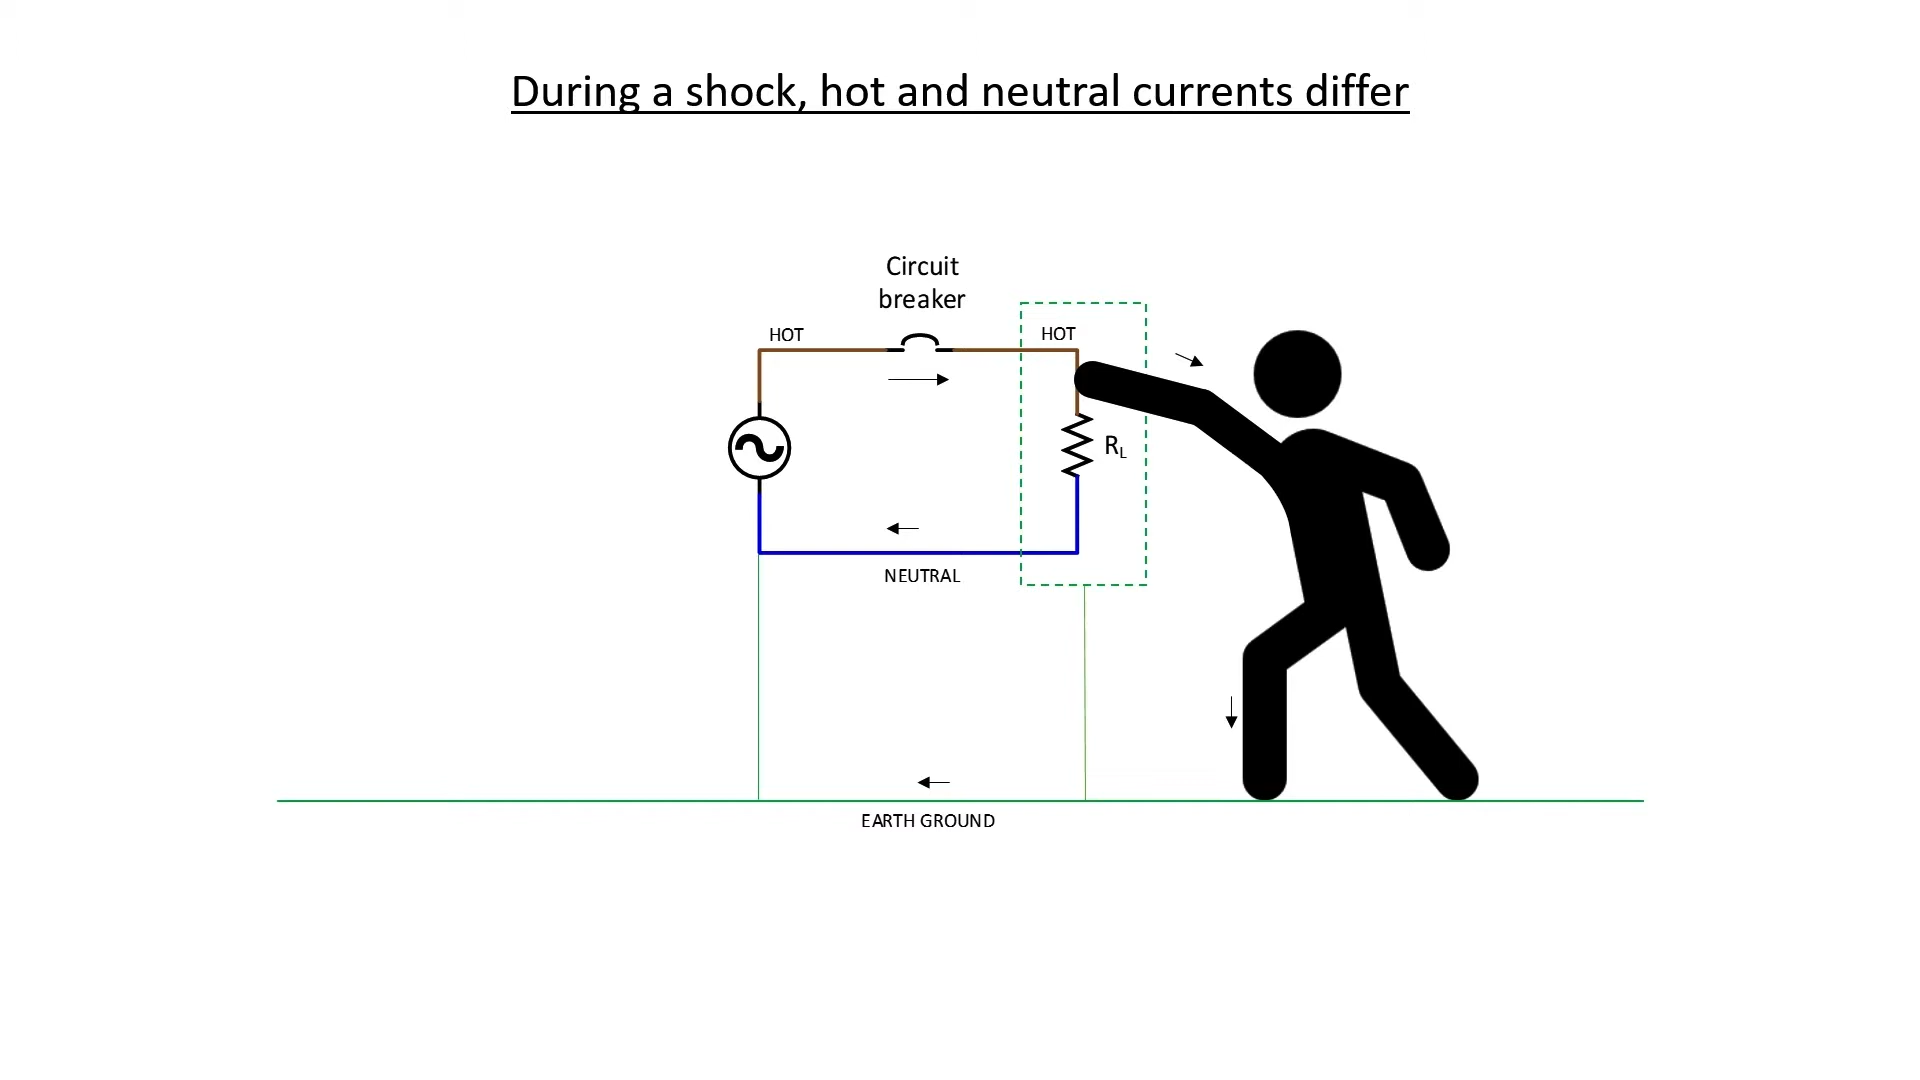 During a shock, hot and neutral currents differ
Circuit
breaker
HOT
HOT
RL
NEUTRAL
EARTH GROUND